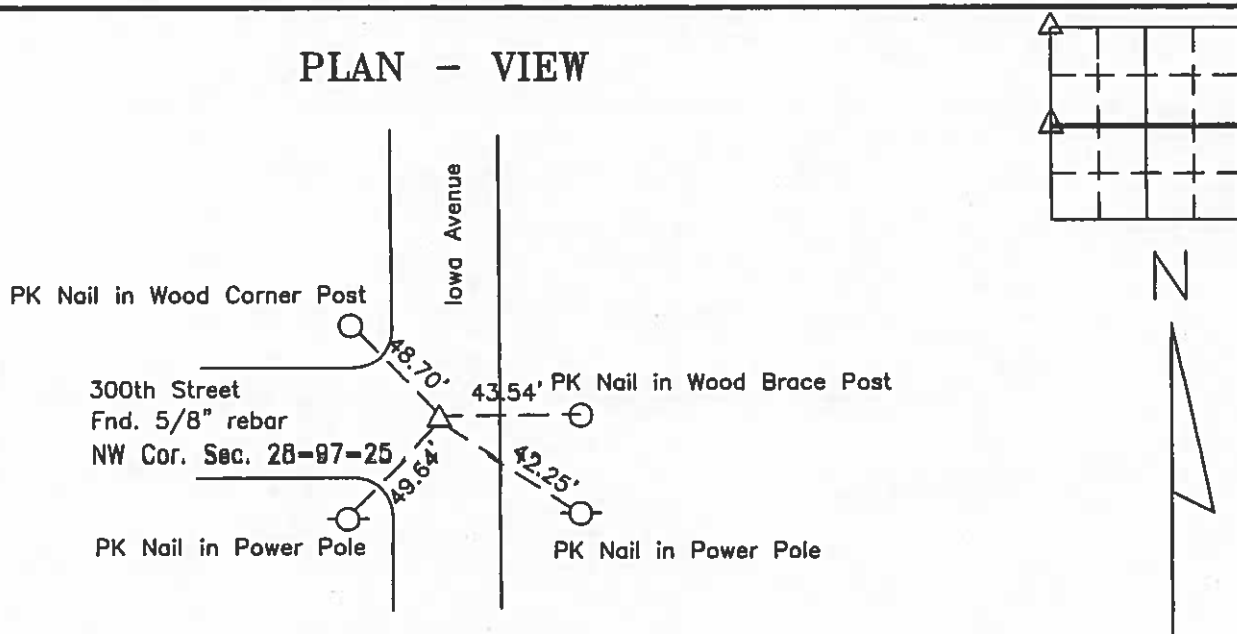 PLAN - VIEW
Iowa Avenue
N
PK Nail in Wood Corner Post
48.70'
300th Street
43.54'
PK Nail in Wood Brace Post
Fnd. 5/8" rebar
NW Cor. Sec. 28-97-25
49.64'
42.25'
PK Nail in Power Pole
PK Nail in Power Pole